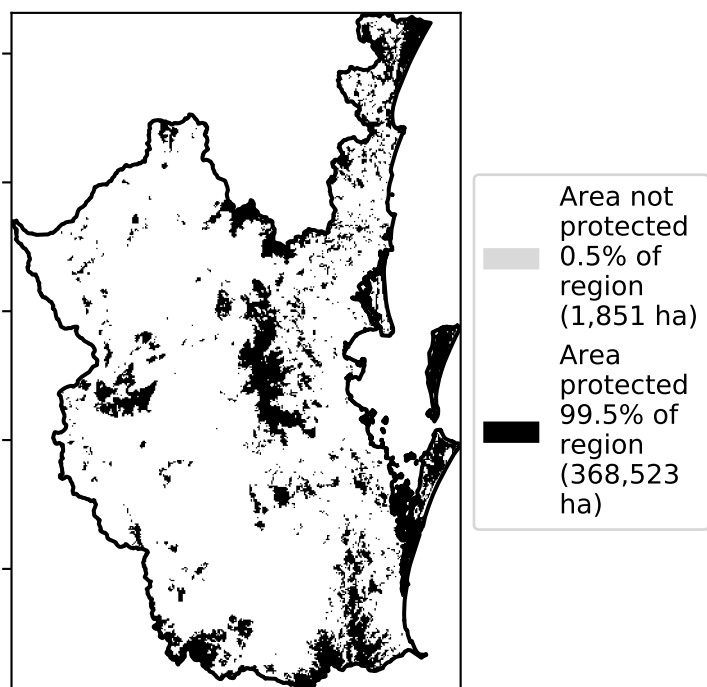 Area not
protected
0.5% of
region
(1,851 ha)
Area
protected
99.5% of
region
(368,523
ha)